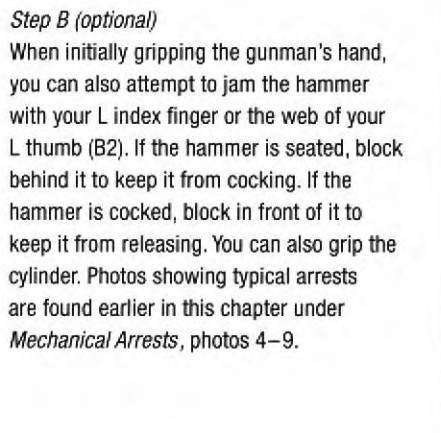 Step B (optional)
When initially gripping the gunman's hand,
you can also attempt to jam the hammer
with your L index finger or the web of your
L thumb (B2). If the hammer is seated, block
behind it to keep it from cocking. If the
hammer is cocked, block in front of it to
keep it from releasing. You can also grip the
cylinder. Photos showing typical arrests
are found earlier in this chapter under
Mechanical Arrests, photos 4–9.